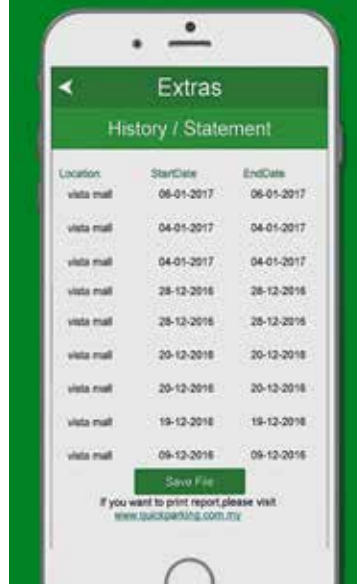 Extras
History / Statement
Location StartDate EndDate
vista mall 06-01-2017 06-01-2017
vista mall 04-01-2017 04-01-2017
vista mall 04-01-2017 04-01-2017
vista mall 28-12-2016 28-12-2016
vista mall 28-12-2016 28-12-2016
vista mall 20-12-2016 20-12-2016
vista mall 20-12-2016 20-12-2016
vista mall 19-12-2016 19-12-2016
vista mall 09-12-2016 09-12-2016
Save File
If you want to print report,please visit
www.quickparking.com.my